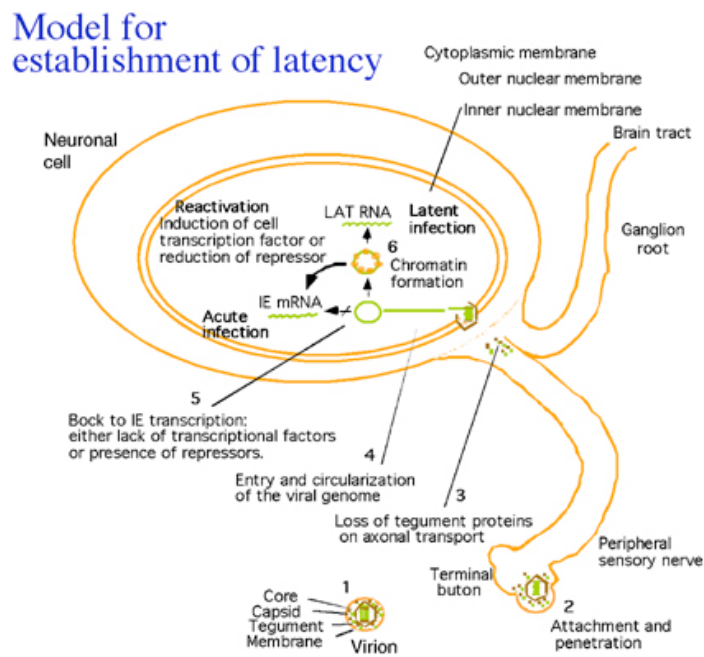 Model for
establishment of latency
Cytoplasmic membrane
Outer nuclear membrane
Inner nuclear membrane
Brain tract
Neuronal
cell
Ganglion
root
Reactivation
Induction of cell
transcription factor or
reduction of repressor
LAT RNA
Latent
infection
6
Chromatin
formation
IE mRNA
Acute
infection
5
Bock to IE transcription:
either lack of transcriptional factors
or presence of repressors.
4
Entry and circularization
of the viral genome
3
Loss of tegument proteins
on axonal transport
Peripheral
sensory nerve
Terminal
buton
2
Attachment and
penetration
1
Core
Capsid
Tegument
Membrane
Virion